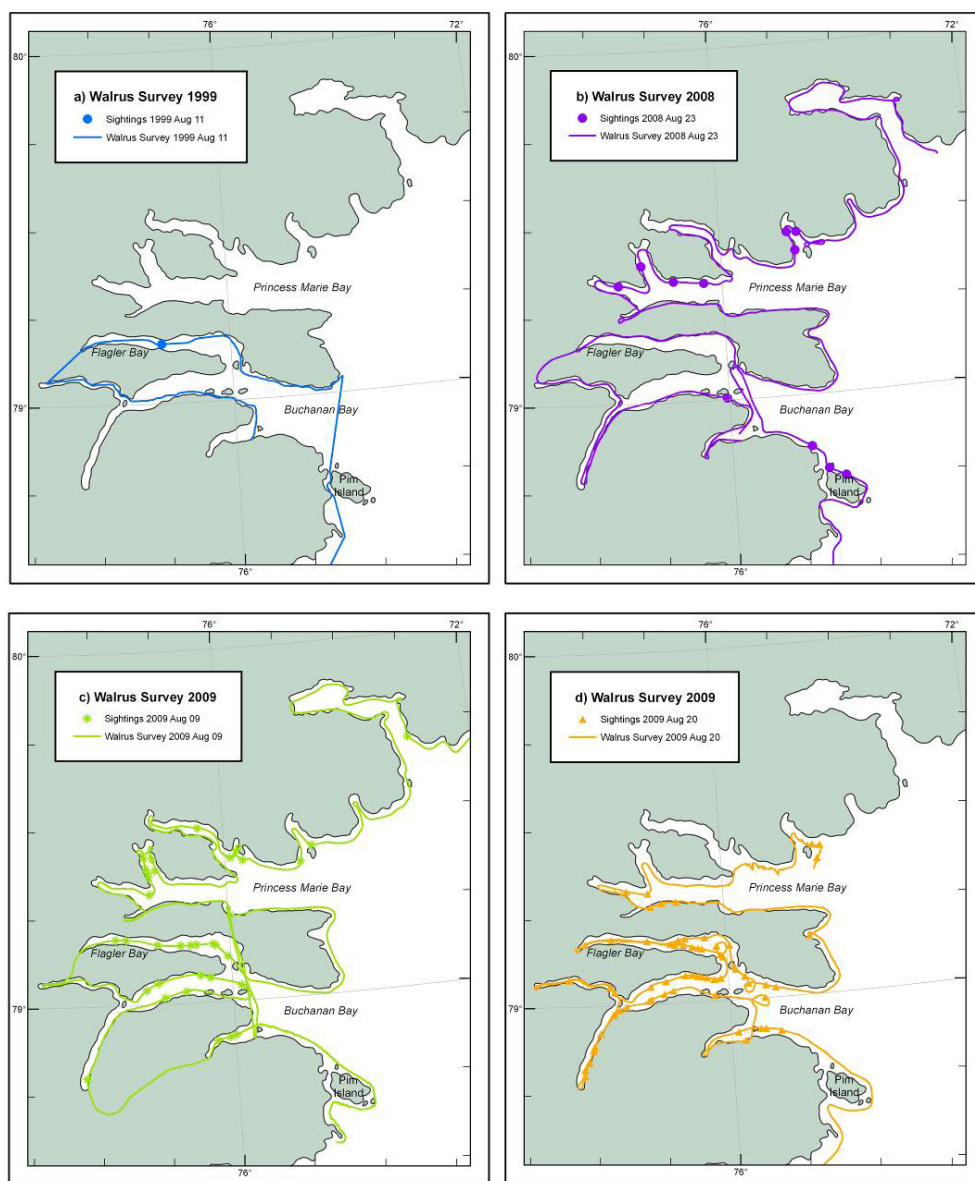 76°
72°
80°
a) Walrus Survey 1999
Sightings 1999 Aug 11
Walrus Survey 1999 Aug 11
Princess Marie Bay
Flagler Bay
79°
Buchanan Bay
Pim
Island
76°
76°
72°
80°
b) Walrus Survey 2008
Sightings 2008 Aug 23
Walrus Survey 2008 Aug 23
Princess Marie Bay
Flagler Bay
79°
Buchanan Bay
Pim
Island
76°
76°
72°
80°
c) Walrus Survey 2009
Sightings 2009 Aug 09
Walrus Survey 2009 Aug 09
Princess Marie Bay
Flagler Bay
79°
Buchanan Bay
Pim
Island
76°
76°
72°
80°
d) Walrus Survey 2009
Sightings 2009 Aug 20
Walrus Survey 2009 Aug 20
Princess Marie Bay
Flagler Bay
79°
Buchanan Bay
Pim
Island
76°